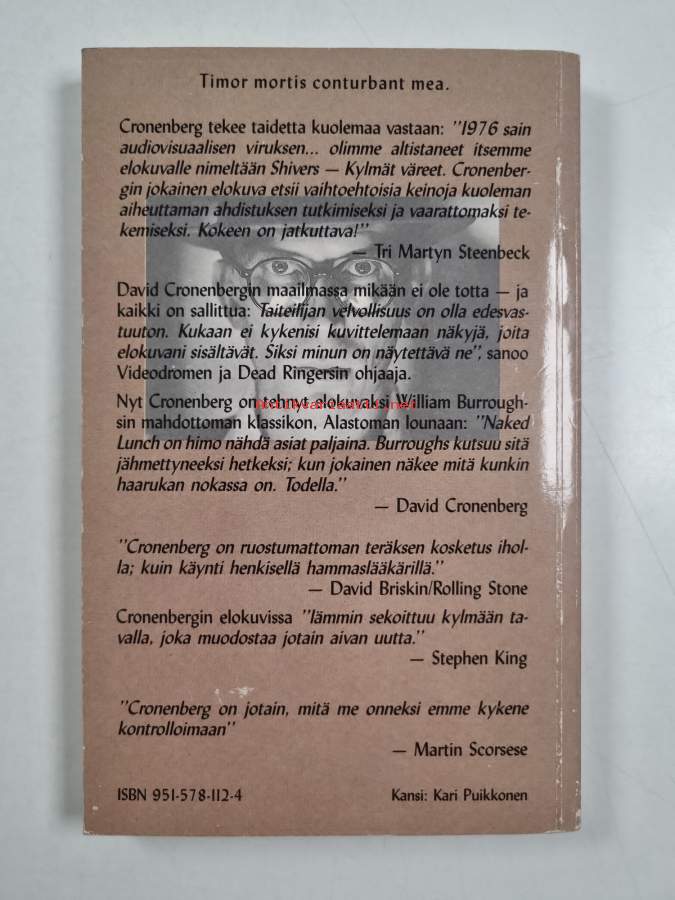 Timor mortis conturbant mea.
Cronenberg tekee taidetta kuolemaa vastaan: "1976 sain
audiovisuaalisen viruksen... olimme altistaneet itsemme
elokuvalle nimeltään Shivers — Kylmät väreet. Cronenber-
gin jokainen elokuva etsii vaihtoehtoisia keinoja kuoleman
aiheuttaman ahdistuksen tutkimiseksi ja vaarattomaksi te-
kemiseksi. Kokeen on jatkuttava!"
— Tri Martyn Steenbeck
David Cronenbergin maailmassa mikään ei ole totta — ja
kaikki on sallittua: Taiteilijan velvollisuus on olla edesvas-
tuuton. Kukaan ei kykenisi kuvittelemaan näkyjä, joita
elokuvani sisältävät. Siksi minun on näytettävä ne", sanoo
Videodromen ja Dead Ringersin ohjaaja.
Nyt Cronenberg on tehnyt elokuvaksi William Burrough-
sin mahdottoman klassikon, Alastoman lounaan: "Naked
Lunch on himo nähdä asiat paljaina. Burroughs kutsuu sitä
jähmettyneeksi hetkeksi; kun jokainen näkee mitä kunkin
haarukan nokassa on. Todella."
— David Cronenberg
"Cronenberg on ruostumattoman teräksen kosketus ihol-
la; kuin käynti henkisellä hammaslääkärillä."
— David Briskin/Rolling Stone
Cronenbergin elokuvissa "lämmin sekoittuu kylmään ta-
valla, joka muodostaa jotain aivan uutta."
— Stephen King
"Cronenberg on jotain, mitä me onneksi emme kykene
kontrolloimaan"
— Martin Scorsese
ISBN 951-578-112-4 Kansi: Kari Puikkonen